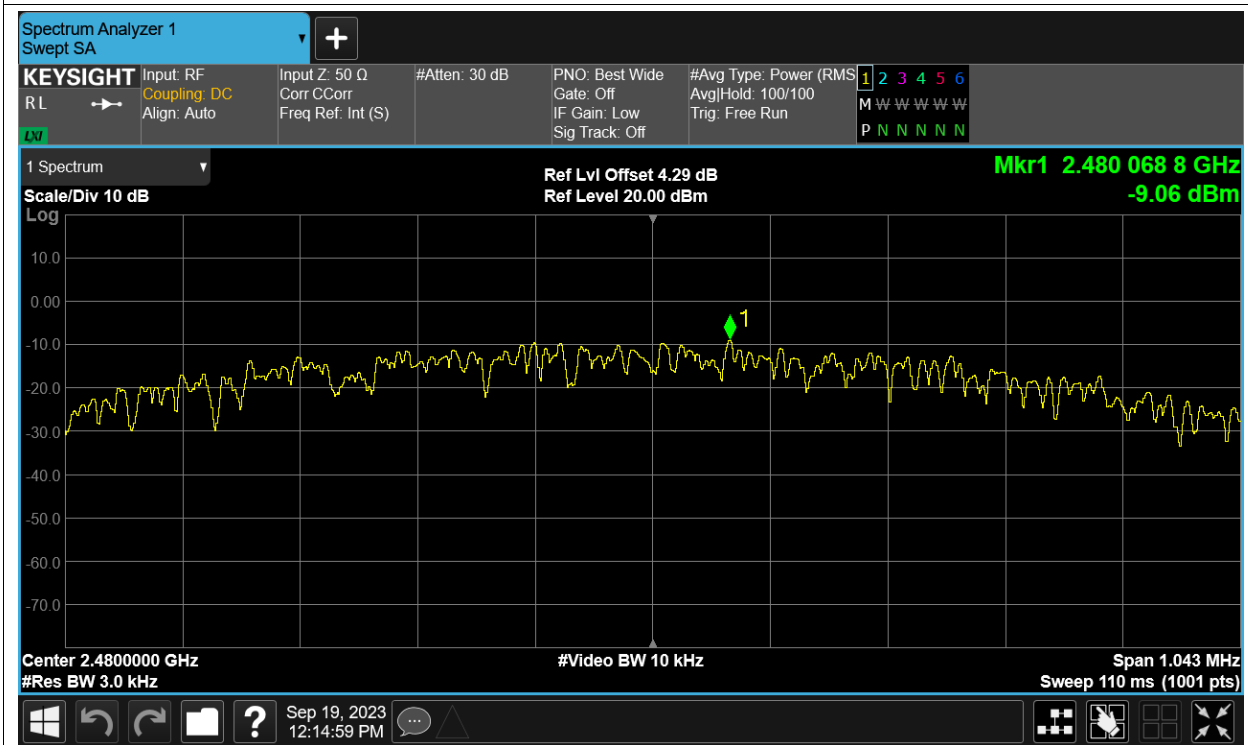 Spectrum Analyzer 1
Swept SA
KEYSIGHT
RL
LXI
Input: RF
Coupling: DC
Align: Auto
Input Z: 50 Ω
Corr CCorr
Freq Ref: Int (S)
#Atten: 30 dB
PNO: Best Wide
Gate: Off
IF Gain: Low
Sig Track: Off
#Avg Type: Power (RMS
Avg|Hold: 100/100
Trig: Free Run
1 2 3 4 5 6
M W W W W W W
P N N N N N N
1 Spectrum
Scale/Div 10 dB
Log
Ref Lvl Offset 4.29 dB
Ref Level 20.00 dBm
Mkr1 2.480 068 8 GHz
-9.06 dBm
10.0
0.00
-10.0
-20.0
-30.0
-40.0
-50.0
-60.0
-70.0
1
Center 2.4800000 GHz
#Res BW 3.0 kHz
#Video BW 10 kHz
Span 1.043 MHz
Sweep 110 ms (1001 pts)
?
Sep 19, 2023
12:14:59 PM